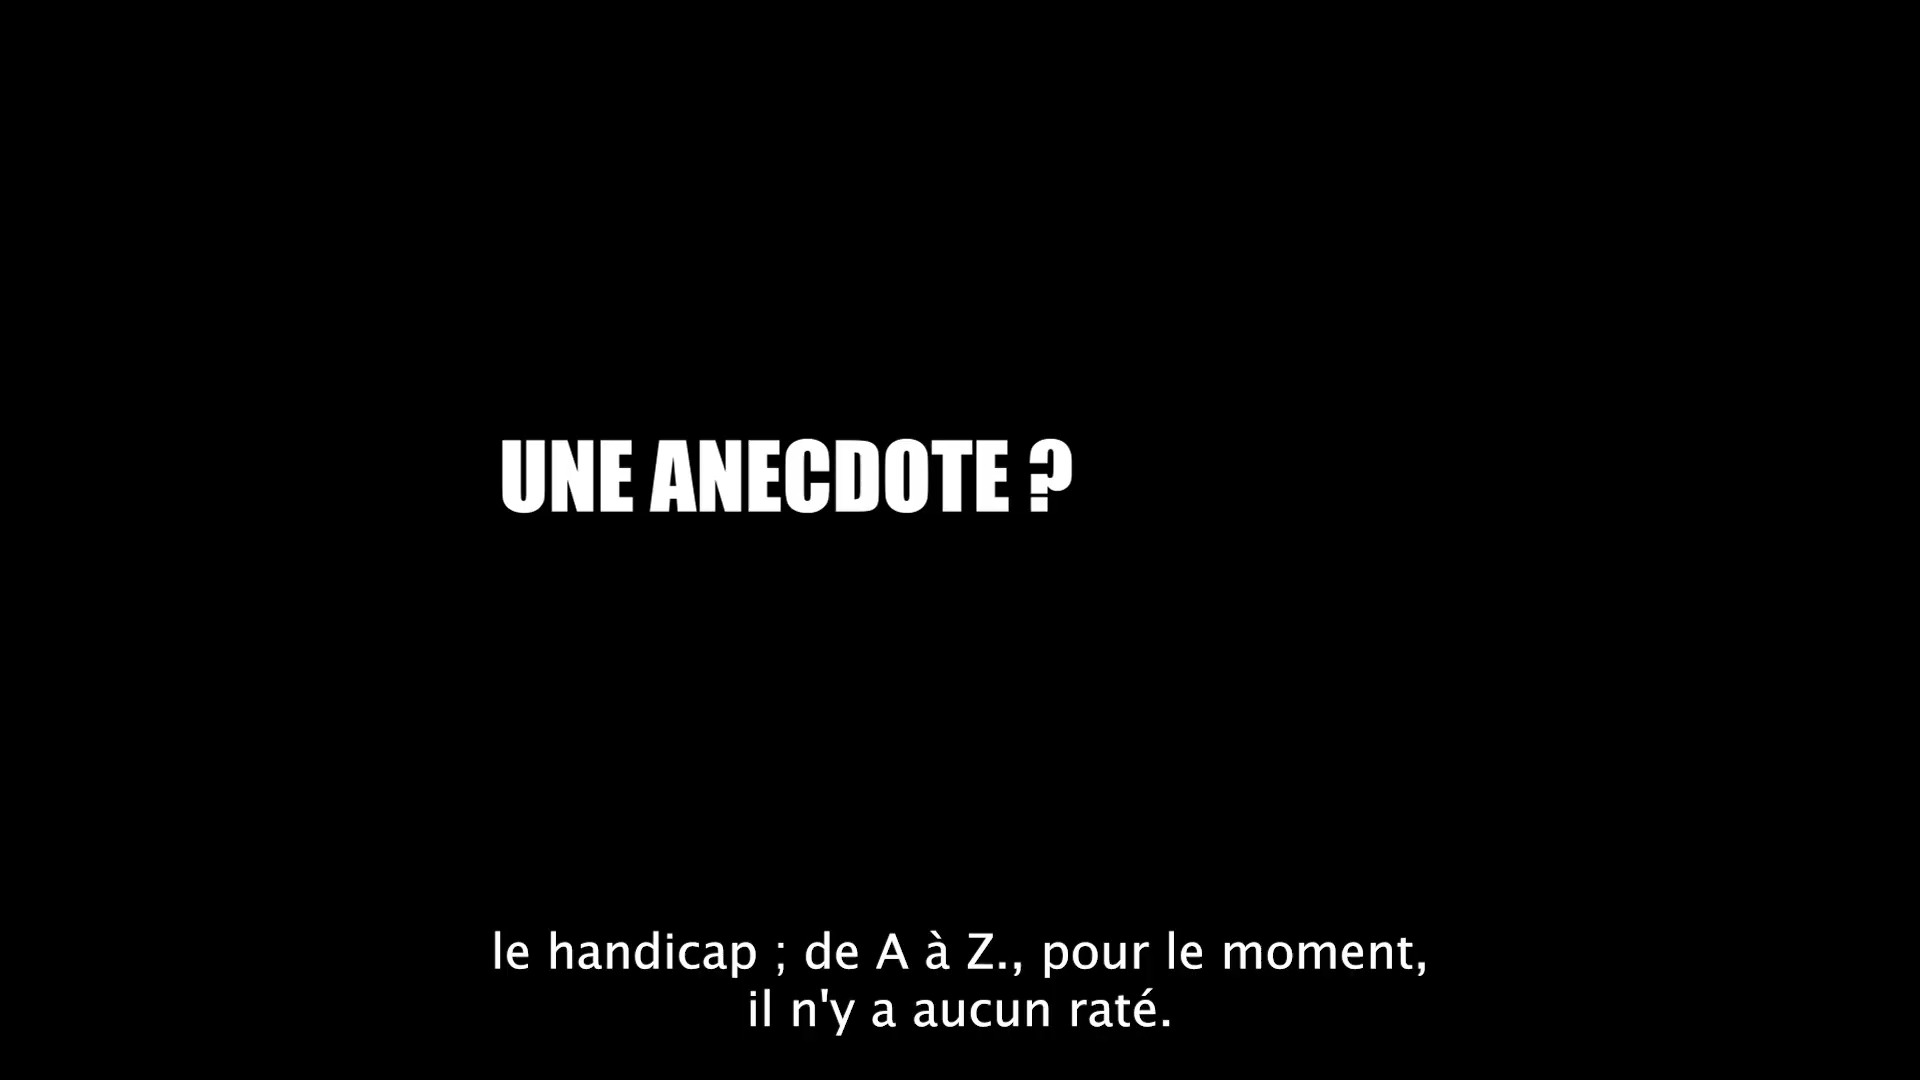 UNE ANECDOTE ?
le handicap ; de A à Z., pour le moment,
il n'y a aucun raté.